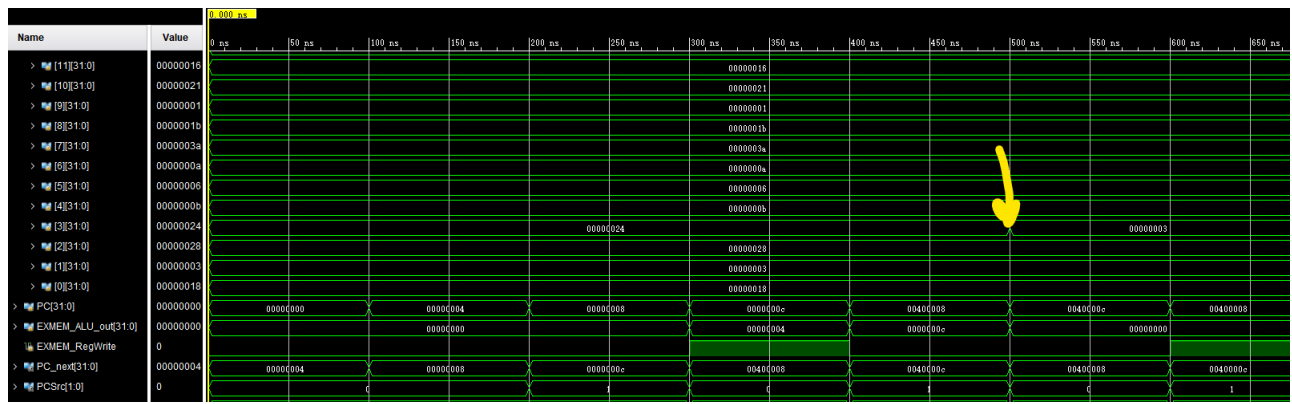 0.000 ns
Name Value 0 ns 50 ns 100 ns 150 ns 200 ns 250 ns 300 ns 350 ns 400 ns 450 ns 500 ns 550 ns 600 ns 650 ns
> [11][31:0] 00000016 00000016
> [10][31:0] 00000021 00000021
> [9][31:0] 00000001 00000001
> [8][31:0] 0000001b 0000001b
> [7][31:0] 0000003a 0000003a
> [6][31:0] 0000000a 0000000a
> [5][31:0] 00000006 00000006
> [4][31:0] 0000000b 0000000b
> [3][31:0] 00000024 00000024 00000003
> [2][31:0] 00000028 00000028
> [1][31:0] 00000003 00000003
> [0][31:0] 00000018 00000018
> PC[31:0] 00000000 00000000 00000004 00000008 0000000c 00400008 0040000c 00400008
> EXMEM_ALU_out[31:0] 00000000 00000000 00000004 0000000c 00000000
EXMEM_RegWrite 0
> PC_next[31:0] 00000004 00000004 00000008 0000000c 00400008 0040000c 00400008 0040000c
> PCSrc[1:0] 0 0 1 0 1 0 1